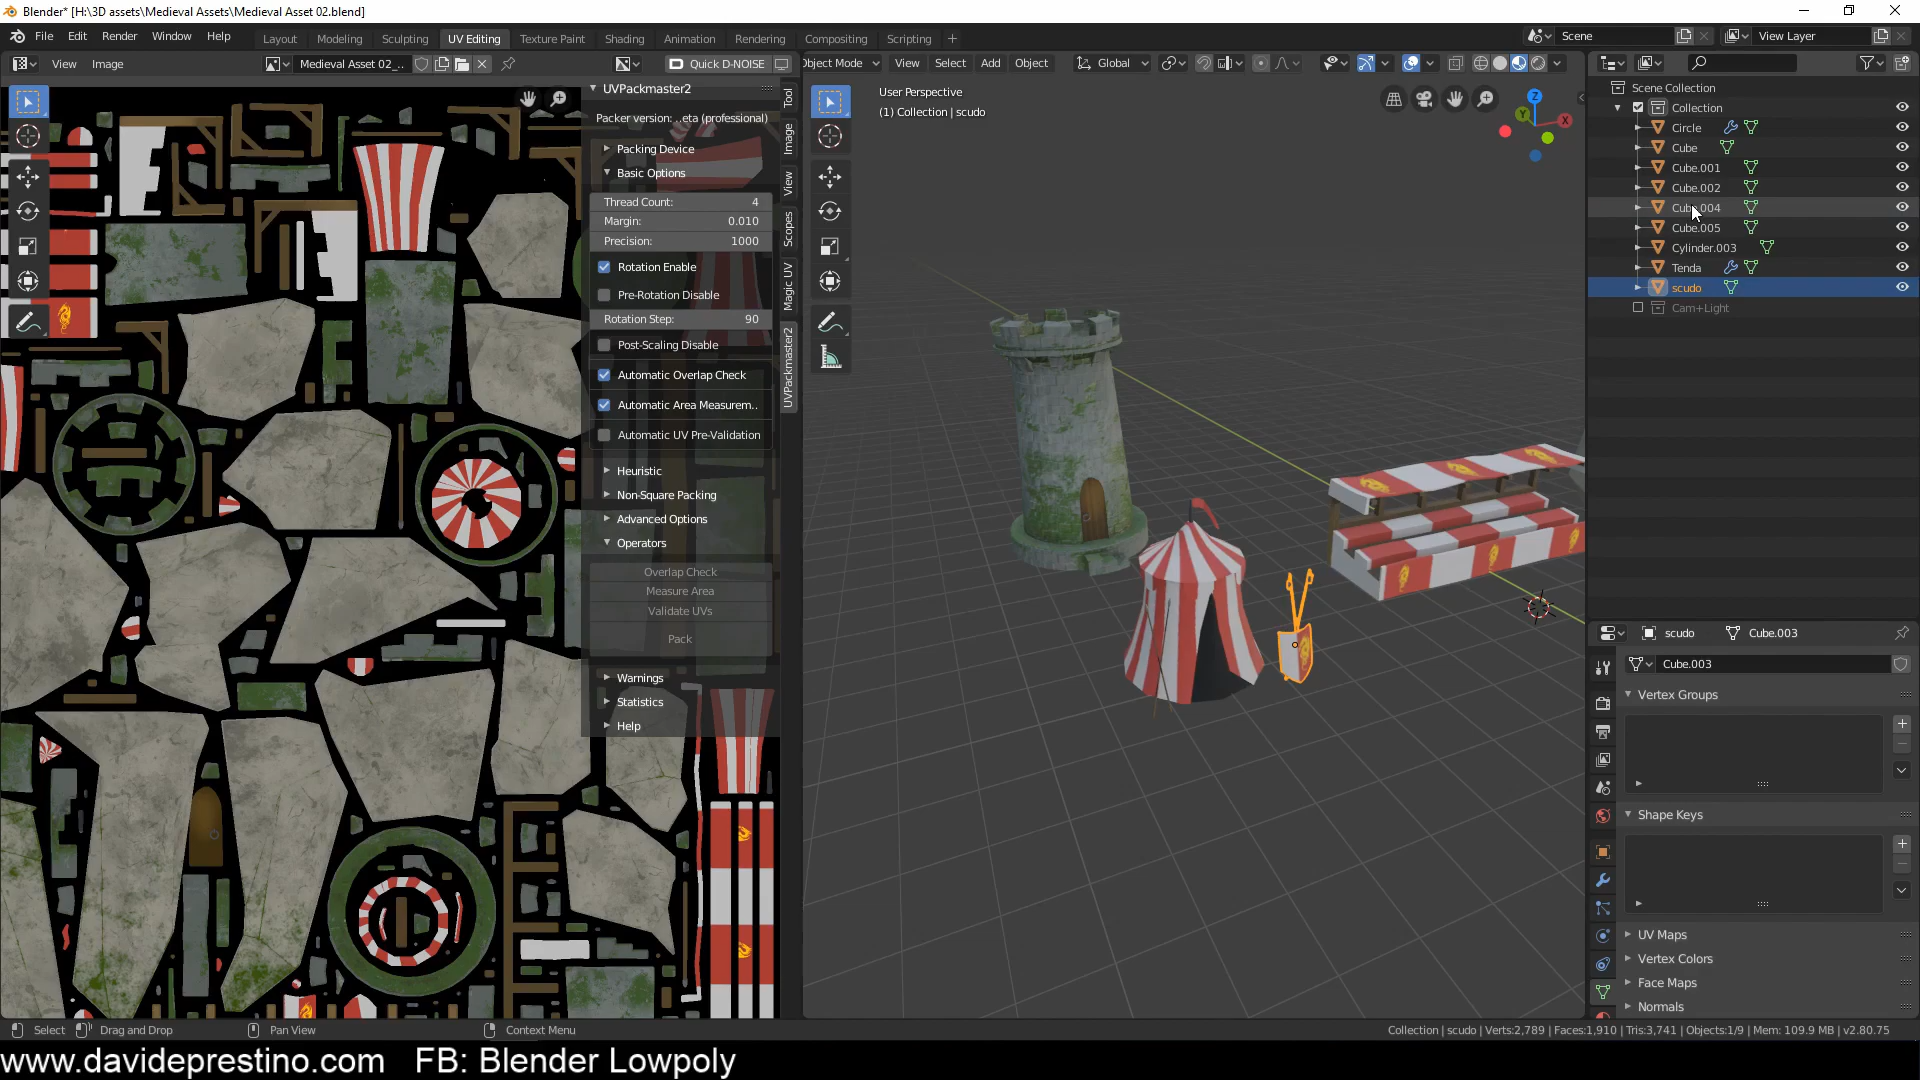 Blender* [H:\3D assets\Medieval Assets\Medieval Asset 02.blend]
File Edit Render Window Help
Layout Modeling Sculpting UV Editing Texture Paint Shading Animation Rendering Compositing Scripting +
Scene
View Layer
View Image
Medieval Asset 02_..
Quick D-NOISE
Object Mode View Select Add Object
Global
UVPackmaster2
Packer version: ..eta (professional)
Packing Device
Basic Options
Thread Count: 4
Margin: 0.010
Precision: 1000
Rotation Enable
Pre-Rotation Disable
Rotation Step: 90
Post-Scaling Disable
Automatic Overlap Check
Automatic Area Measurem..
Automatic UV Pre-Validation
Heuristic
Non-Square Packing
Advanced Options
Operators
Overlap Check
Measure Area
Validate UVs
Pack
Warnings
Statistics
Help
Tool
Image
View
Scopes
Magic UV
UVPackmaster2
User Perspective
(1) Collection | scudo
Z
X
Y
Scene Collection
Collection
Circle
Cube
Cube.001
Cube.002
Cube.004
Cube.005
Cylinder.003
Tenda
scudo
Cam+Light
scudo Cube.003
Cube.003
Vertex Groups
Shape Keys
UV Maps
Vertex Colors
Face Maps
Normals
Select Drag and Drop Pan View Context Menu
Collection | scudo | Verts:2,789 | Faces:1,910 | Tris:3,741 | Objects:1/9 | Mem: 109.9 MB | v2.80.75
www.davideprestino.com FB: Blender Lowpoly